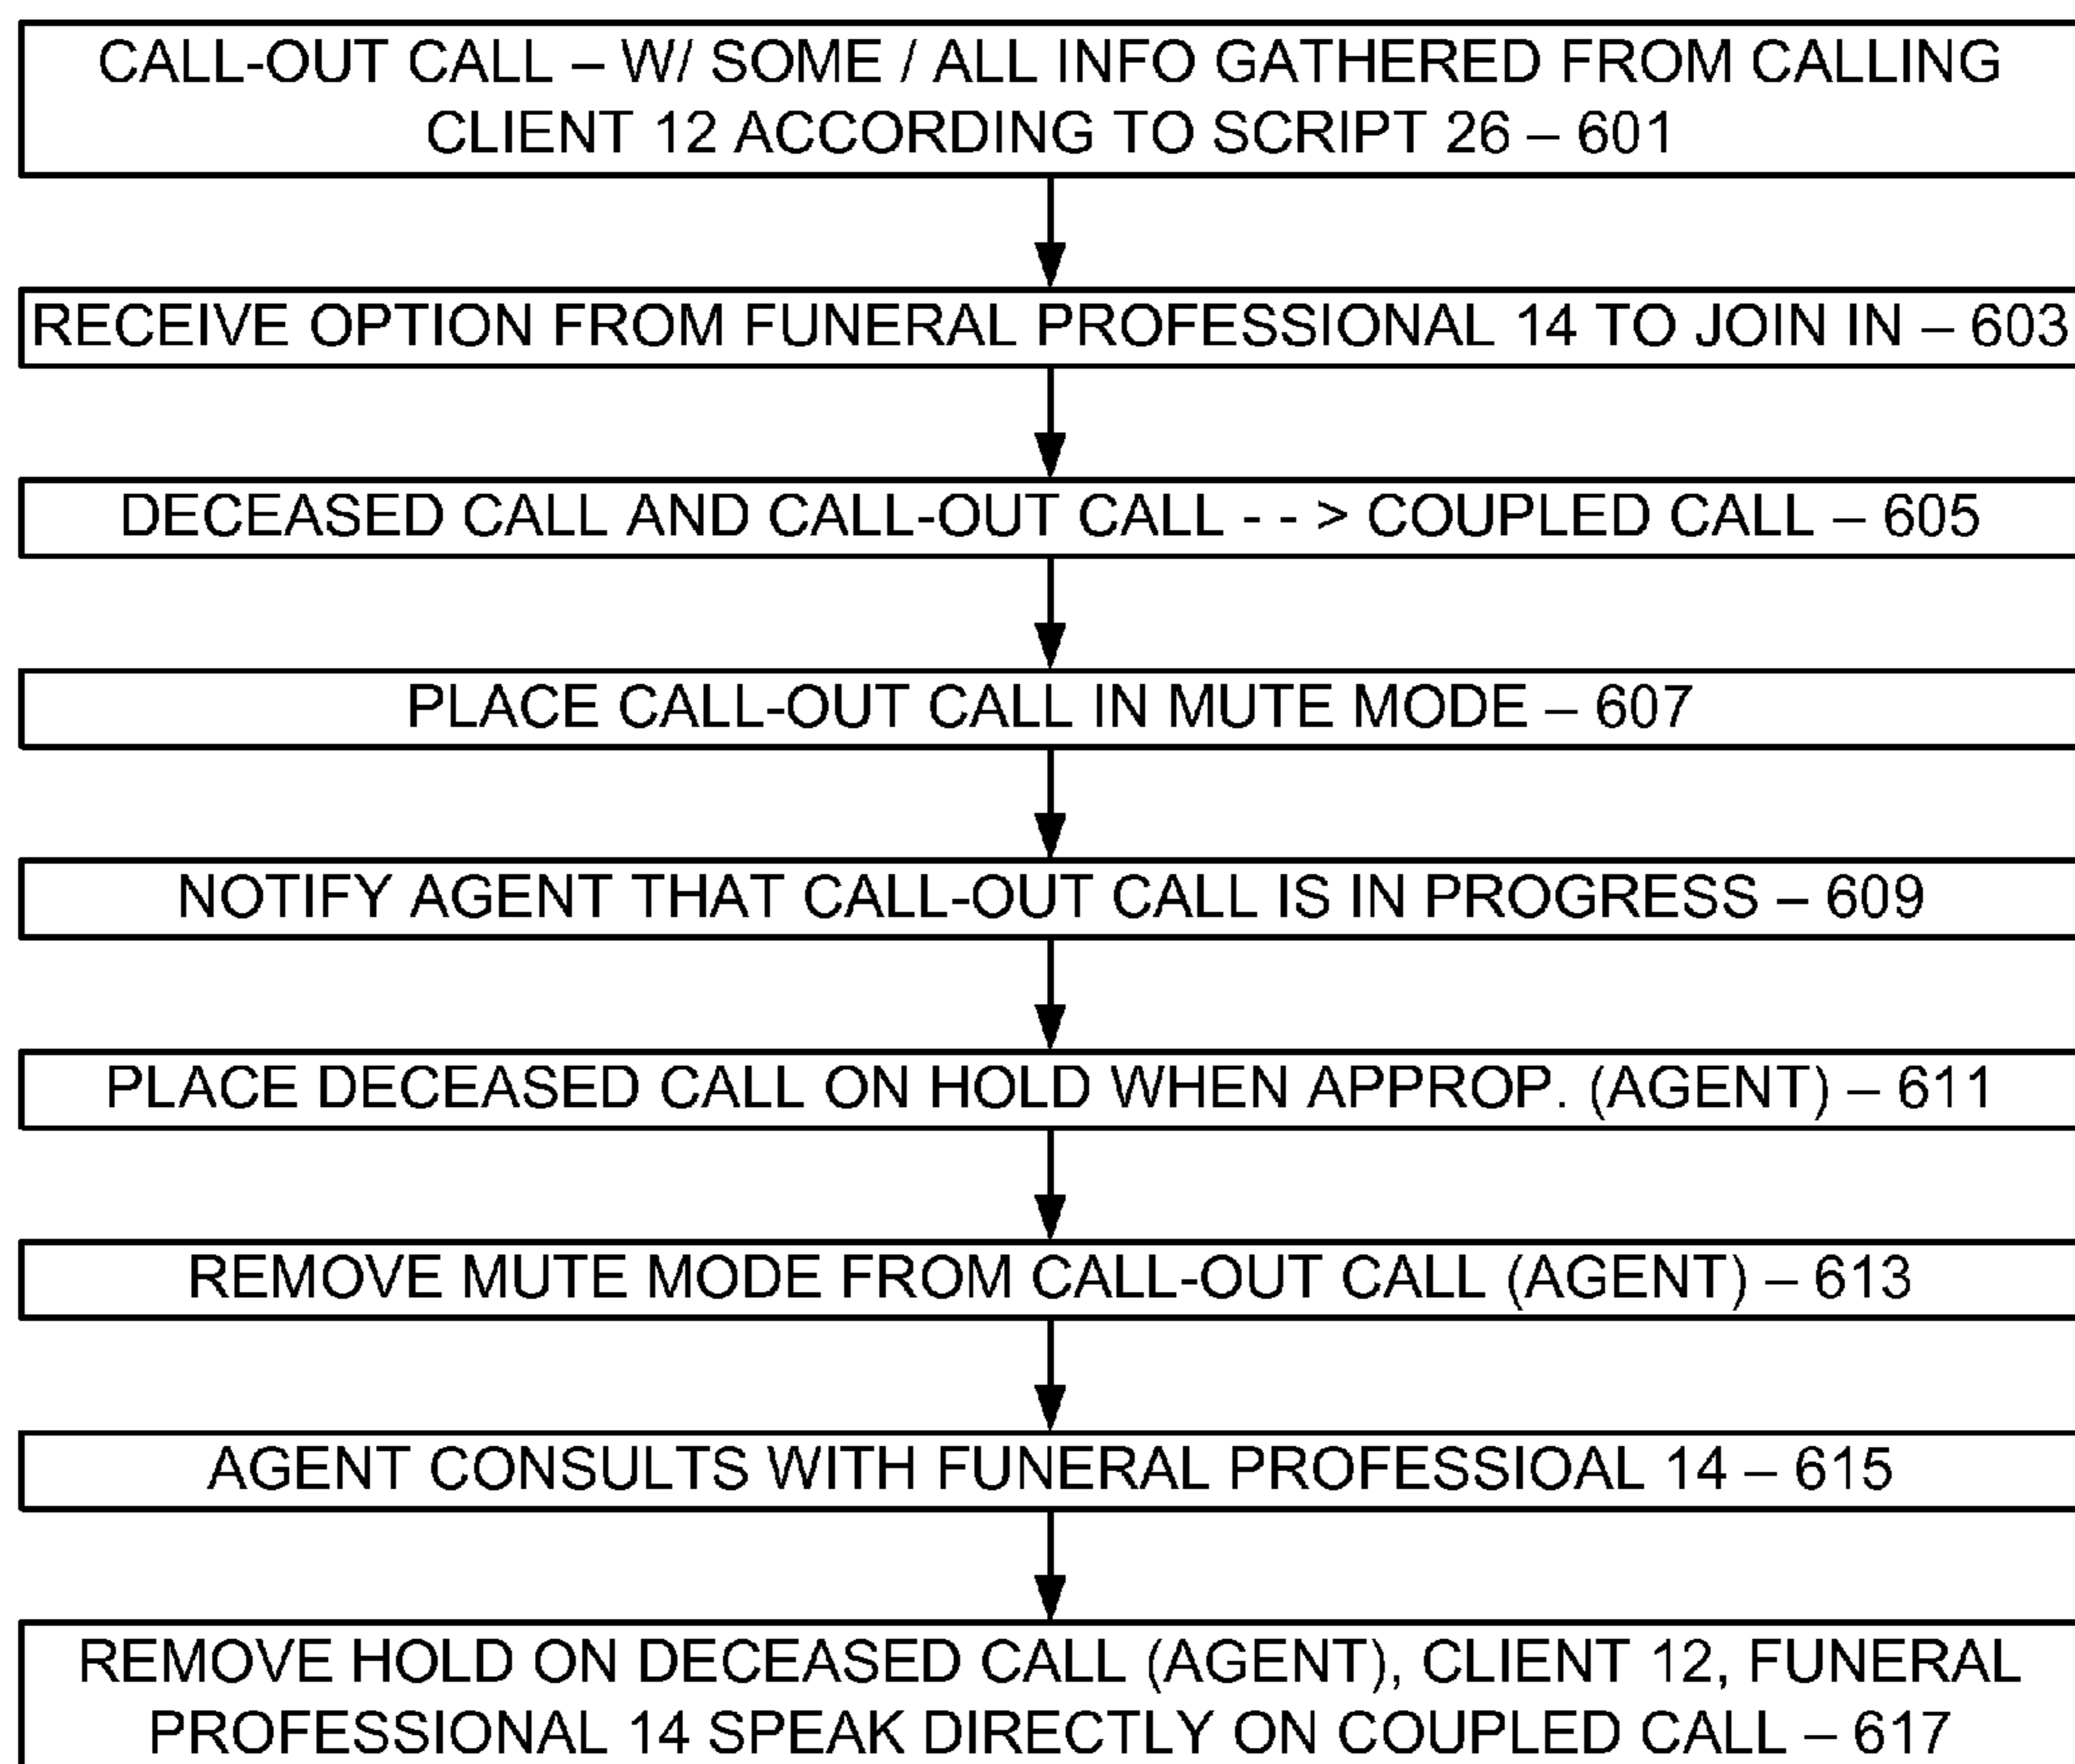 CALL-OUT CALL – W/ SOME / ALL INFO GATHERED FROM CALLING
CLIENT 12 ACCORDING TO SCRIPT 26 – 601
RECEIVE OPTION FROM FUNERAL PROFESSIONAL 14 TO JOIN IN – 603
DECEASED CALL AND CALL-OUT CALL - - > COUPLED CALL – 605
PLACE CALL-OUT CALL IN MUTE MODE – 607
NOTIFY AGENT THAT CALL-OUT CALL IS IN PROGRESS – 609
PLACE DECEASED CALL ON HOLD WHEN APPROP. (AGENT) – 611
REMOVE MUTE MODE FROM CALL-OUT CALL (AGENT) – 613
AGENT CONSULTS WITH FUNERAL PROFESSIOAL 14 – 615
REMOVE HOLD ON DECEASED CALL (AGENT), CLIENT 12, FUNERAL
PROFESSIONAL 14 SPEAK DIRECTLY ON COUPLED CALL – 617